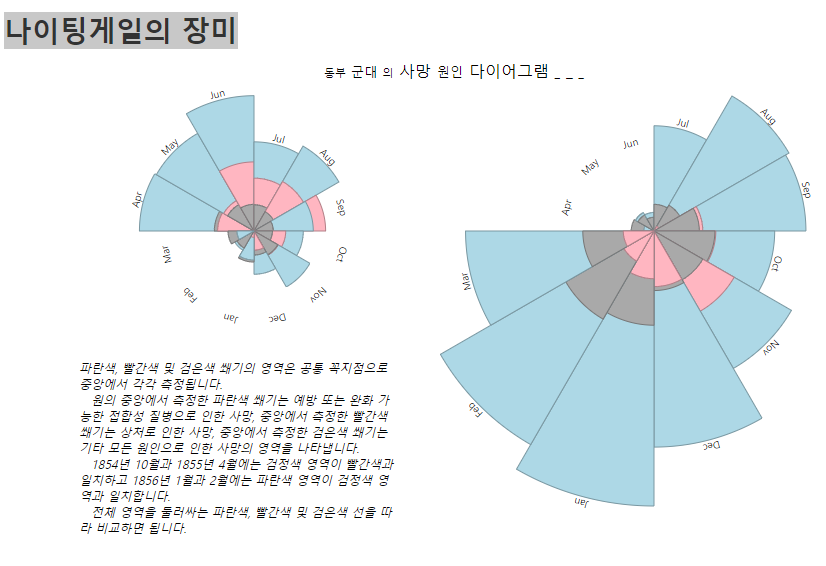 나이팅게일의 장미
동부 군대 의 사망 원인 다이어그램 _ _ _
Jun
Jul
Aug
Sep
Oct
Nov
Dec
Jan
Feb
Mar
Apr
May
Jun
Jul
Aug
Sep
Oct
Nov
Dec
Jan
Feb
Mar
Apr
May
파란색, 빨간색 및 검은색 쐐기의 영역은 공통 꼭지점으로
중앙에서 각각 측정됩니다.
원의 중앙에서 측정한 파란색 쐐기는 예방 또는 완화 가
능한 접합성 질병으로 인한 사망, 중앙에서 측정한 빨간색
쐐기는 상처로 인한 사망, 중앙에서 측정한 검은색 쐐기는
기타 모든 원인으로 인한 사망의 영역을 나타냅니다.
1854년 10월과 1855년 4월에는 검정색 영역이 빨간색과
일치하고 1856년 1월과 2월에는 파란색 영역이 검정색 영
역과 일치합니다.
전체 영역을 둘러싸는 파란색, 빨간색 및 검은색 선을 따
라 비교하면 됩니다.